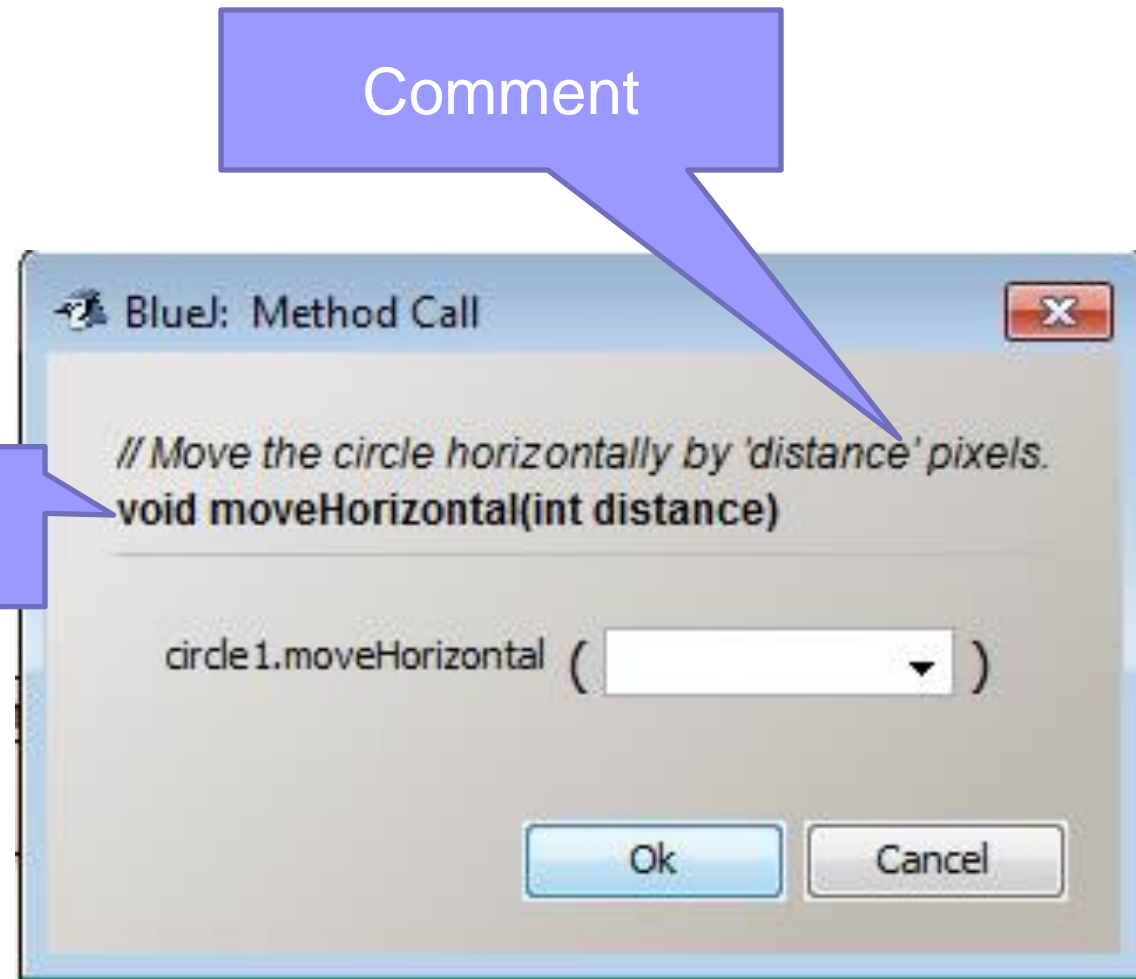 Comment
BlueJ: Method Call
// Move the circle horizontally by 'distance' pixels.
void moveHorizontal(int distance)
circle1.moveHorizontal ( )
Ok
Cancel